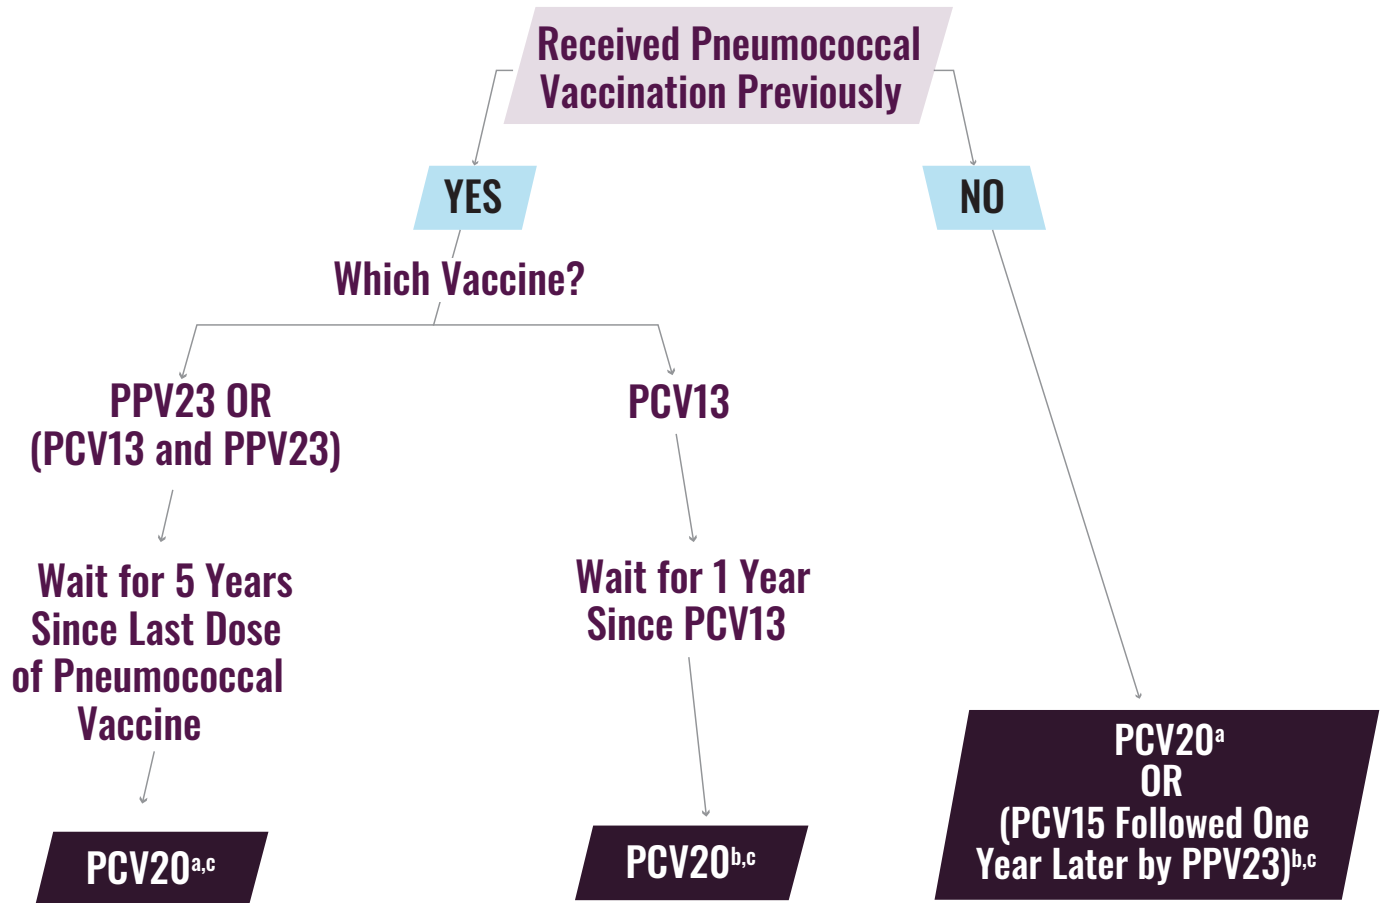 Received Pneumococcal
Vaccination Previously
YES
NO
Which Vaccine?
PPV23 OR
(PCV13 and PPV23)
PCV13
Wait for 5 Years
Since Last Dose
of Pneumococcal
Vaccine
Wait for 1 Year
Since PCV13
PCV20a,c
PCV20b,c
PCV20a
OR
(PCV15 Followed One
Year Later by PPV23)b,c